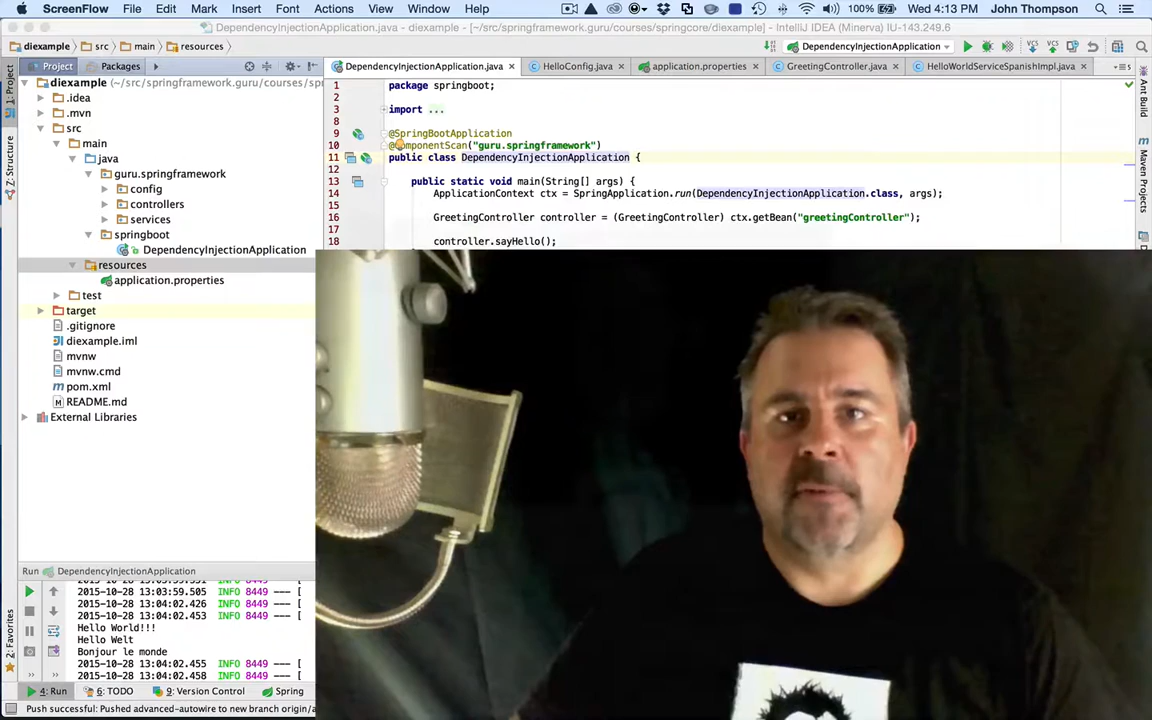 ScreenFlow File Edit Mark Insert Font Actions View Window Help 100% Wed 4:13 PM John Thompson
DependencyInjectionApplication.java - diexample - [~/src/springframework.guru/courses/springcore/diexample] - IntelliJ IDEA (Minerva) IU-143.249.6
diexample src main resources DependencyInjectionApplication
Project Packages DependencyInjectionApplication.java HelloConfig.java application.properties GreetingController.java HelloWorldServiceSpanishImpl.java
1: Project
Z: Structure
2: Favorites
Ant Build
Maven Projects
diexample (~/src/springframework.guru/courses/sp
.idea
.mvn
src
main
java
guru.springframework
config
controllers
services
springboot
DependencyInjectionApplication
resources
application.properties
test
target
.gitignore
diexample.iml
mvnw
mvnw.cmd
pom.xml
README.md
External Libraries
1 package springboot;
2
3 import ...
8
9 @SpringBootApplication
10 @ComponentScan("guru.springframework")
11 public class DependencyInjectionApplication {
12
13 public static void main(String[] args) {
14 ApplicationContext ctx = SpringApplication.run(DependencyInjectionApplication.class, args);
15
16 GreetingController controller = (GreetingController) ctx.getBean("greetingController");
17
18 controller.sayHello();
Run DependencyInjectionApplication
2015-10-28 13:04:02.426 INFO 8449 --- [
2015-10-28 13:03:59.505 INFO 8449 --- [
2015-10-28 13:04:02.453 INFO 8449 --- [
Hello World!!!
Hello Welt
Bonjour le monde
2015-10-28 13:04:02.455 INFO 8449 --- [
2015-10-28 13:04:02.458 INFO 8449 --- [
4: Run 6: TODO 9: Version Control Spring
Push successful: Pushed advanced-autowire to new branch origin/a